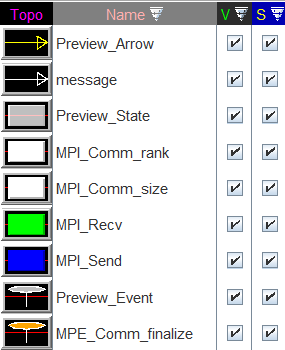 Topo Name V S
Preview_Arrow
message
Preview_State
MPI_Comm_rank
MPI_Comm_size
MPI_Recv
MPI_Send
Preview_Event
MPE_Comm_finalize